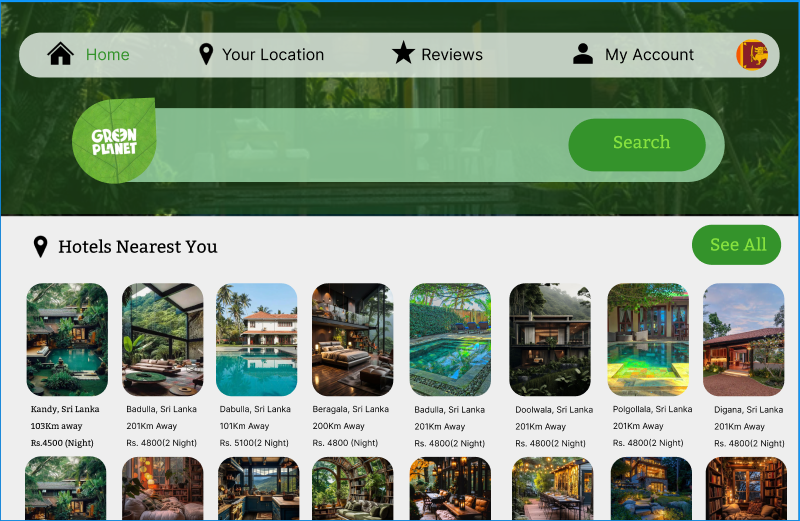 Home
Your Location
Reviews
My Account
GREEN
PLANET
Search
Hotels Nearest You
See All
Kandy, Sri Lanka
103Km away
Rs.4500 (Night)
Badulla, Sri Lanka
201Km Away
Rs. 4800(2 Night)
Dabulla, Sri Lanka
101Km Away
Rs. 5100(2 Night)
Beragala, Sri Lanka
200Km Away
Rs. 4800 (Night)
Badulla, Sri Lanka
201Km Away
Rs. 4800(2 Night)
Doolwala, Sri Lanka
201Km Away
Rs. 4800(2 Night)
Polgollala, Sri Lanka
201Km Away
Rs. 4800(2 Night)
Digana, Sri Lanka
201Km Away
Rs. 4800(2 Night)